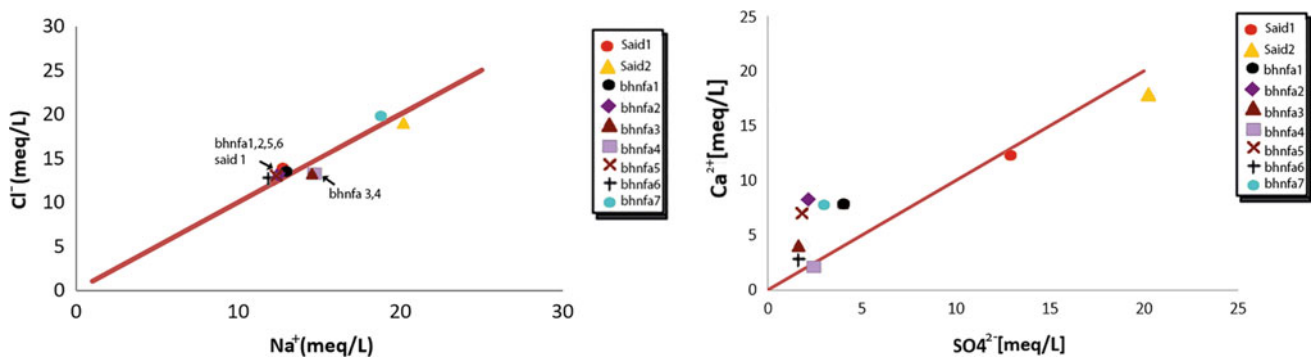 30
25
20
15
10
5
0
Cl⁻(meq/L)
10
20
30
Na⁺(meq/L)
bhnfa1,2,5,6
said 1
bhnfa 3,4
Said1
Said2
bhnfa1
bhnfa2
bhnfa3
bhnfa4
bhnfa5
bhnfa6
bhnfa7
25
20
15
10
5
0
Ca²⁺[meq/L]
0
5
10
15
20
25
SO4²⁻[meq/L]
Said1
Said2
bhnfa1
bhnfa2
bhnfa3
bhnfa4
bhnfa5
bhnfa6
bhnfa7